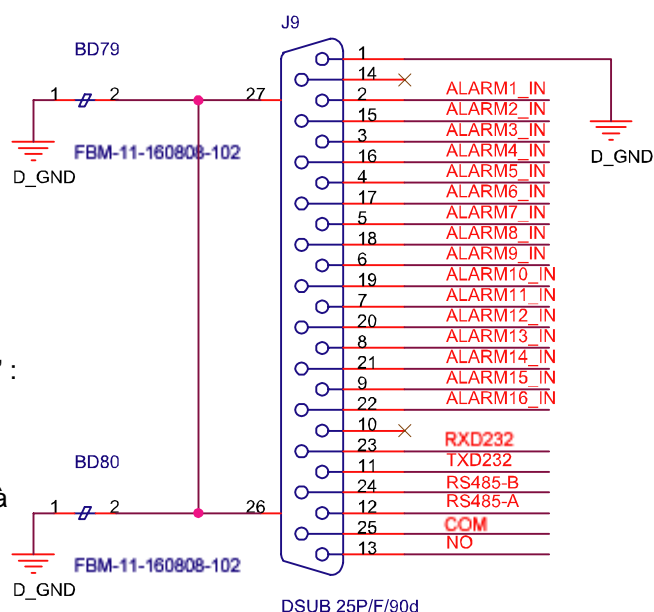 J9
BD79
1
14
1 2 27
2 ALARM1_IN
15 ALARM2_IN
3 ALARM3_IN
FBM-11-160808-102
16 ALARM4_IN
D_GND
D_GND
4 ALARM5_IN
17 ALARM6_IN
5 ALARM7_IN
18 ALARM8_IN
6 ALARM9_IN
19 ALARM10_IN
7 ALARM11_IN
20 ALARM12_IN
8 ALARM13_IN
21 ALARM14_IN
' :
9 ALARM15_IN
22 ALARM16_IN
10
23 RXD232
BD80
11 TXD232
24 RS485-B
à
1 2 26
12 RS485-A
25 COM
13 NO
FBM-11-160808-102
D_GND
DSUB 25P/F/90d